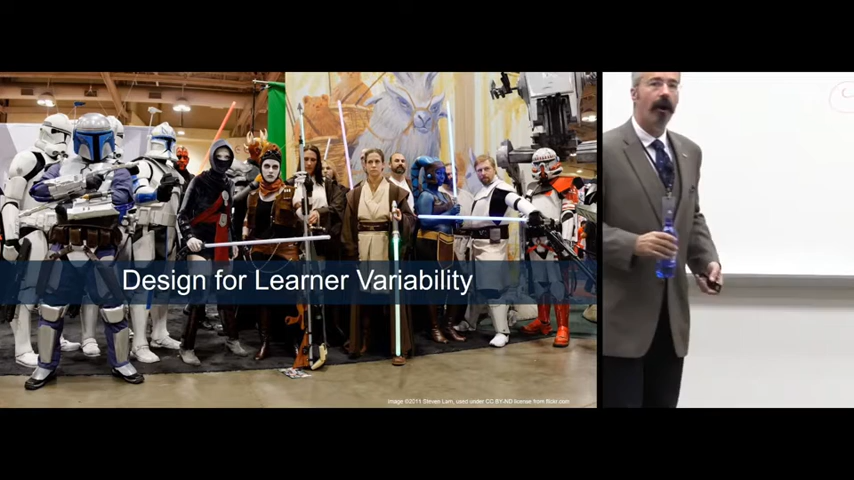 Design for Learner Variability
Image ©2011 Steven Lam, used under CC BY-ND license from flickr.com